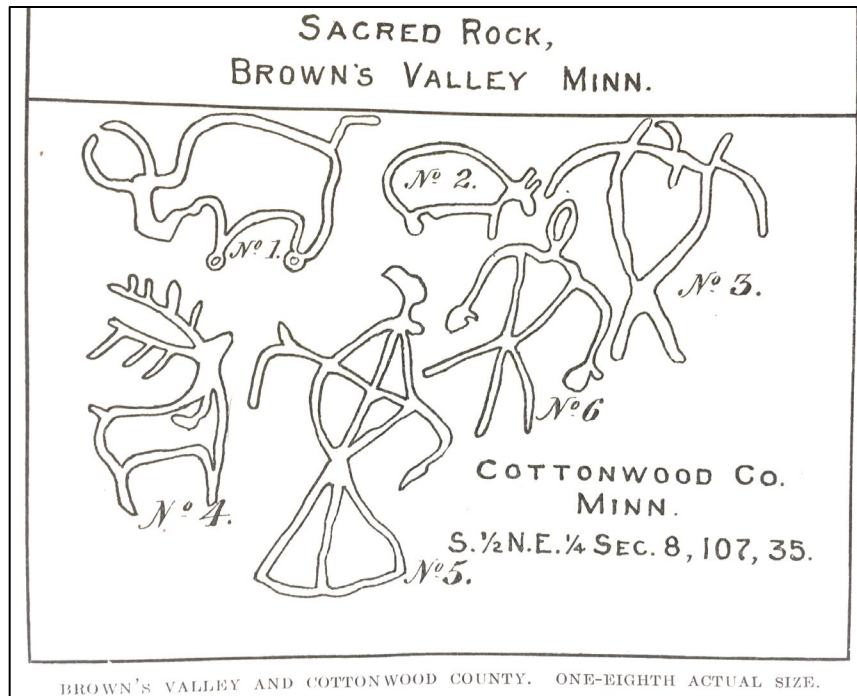 SACRED ROCK,
BROWN'S VALLEY MINN.
No 1.
No 2.
No 3.
No 4.
No 5.
No 6
COTTONWOOD CO.
MINN.
S. ½ N.E. ¼ SEC. 8, 107, 35.
BROWN'S VALLEY AND COTTONWOOD COUNTY. ONE-EIGHTH ACTUAL SIZE.